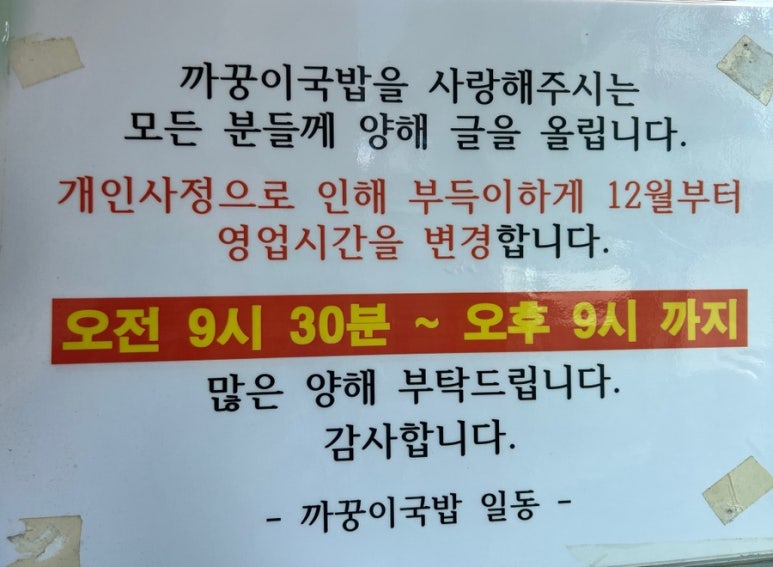 까꿍이국밥을 사랑해주시는
모든 분들께 양해 글을 올립니다.
개인사정으로 인해 부득이하게 12월부터
영업시간을 변경합니다.
오전 9시 30분 ~ 오후 9시 까지
많은 양해 부탁드립니다.
감사합니다.
- 까꿍이국밥 일동 -